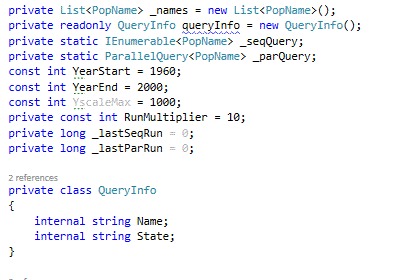 private List<PopName> _names = new List<PopName>();
private readonly QueryInfo queryInfo = new QueryInfo();
private static IEnumerable<PopName> _seqQuery;
private static ParallelQuery<PopName> _parQuery;
const int YearStart = 1960;
const int YearEnd = 2000;
const int YscaleMax = 1000;
private const int RunMultiplier = 10;
private long _lastSeqRun = 0;
private long _lastParRun = 0;
2 references
private class QueryInfo
{
internal string Name;
internal string State;
}